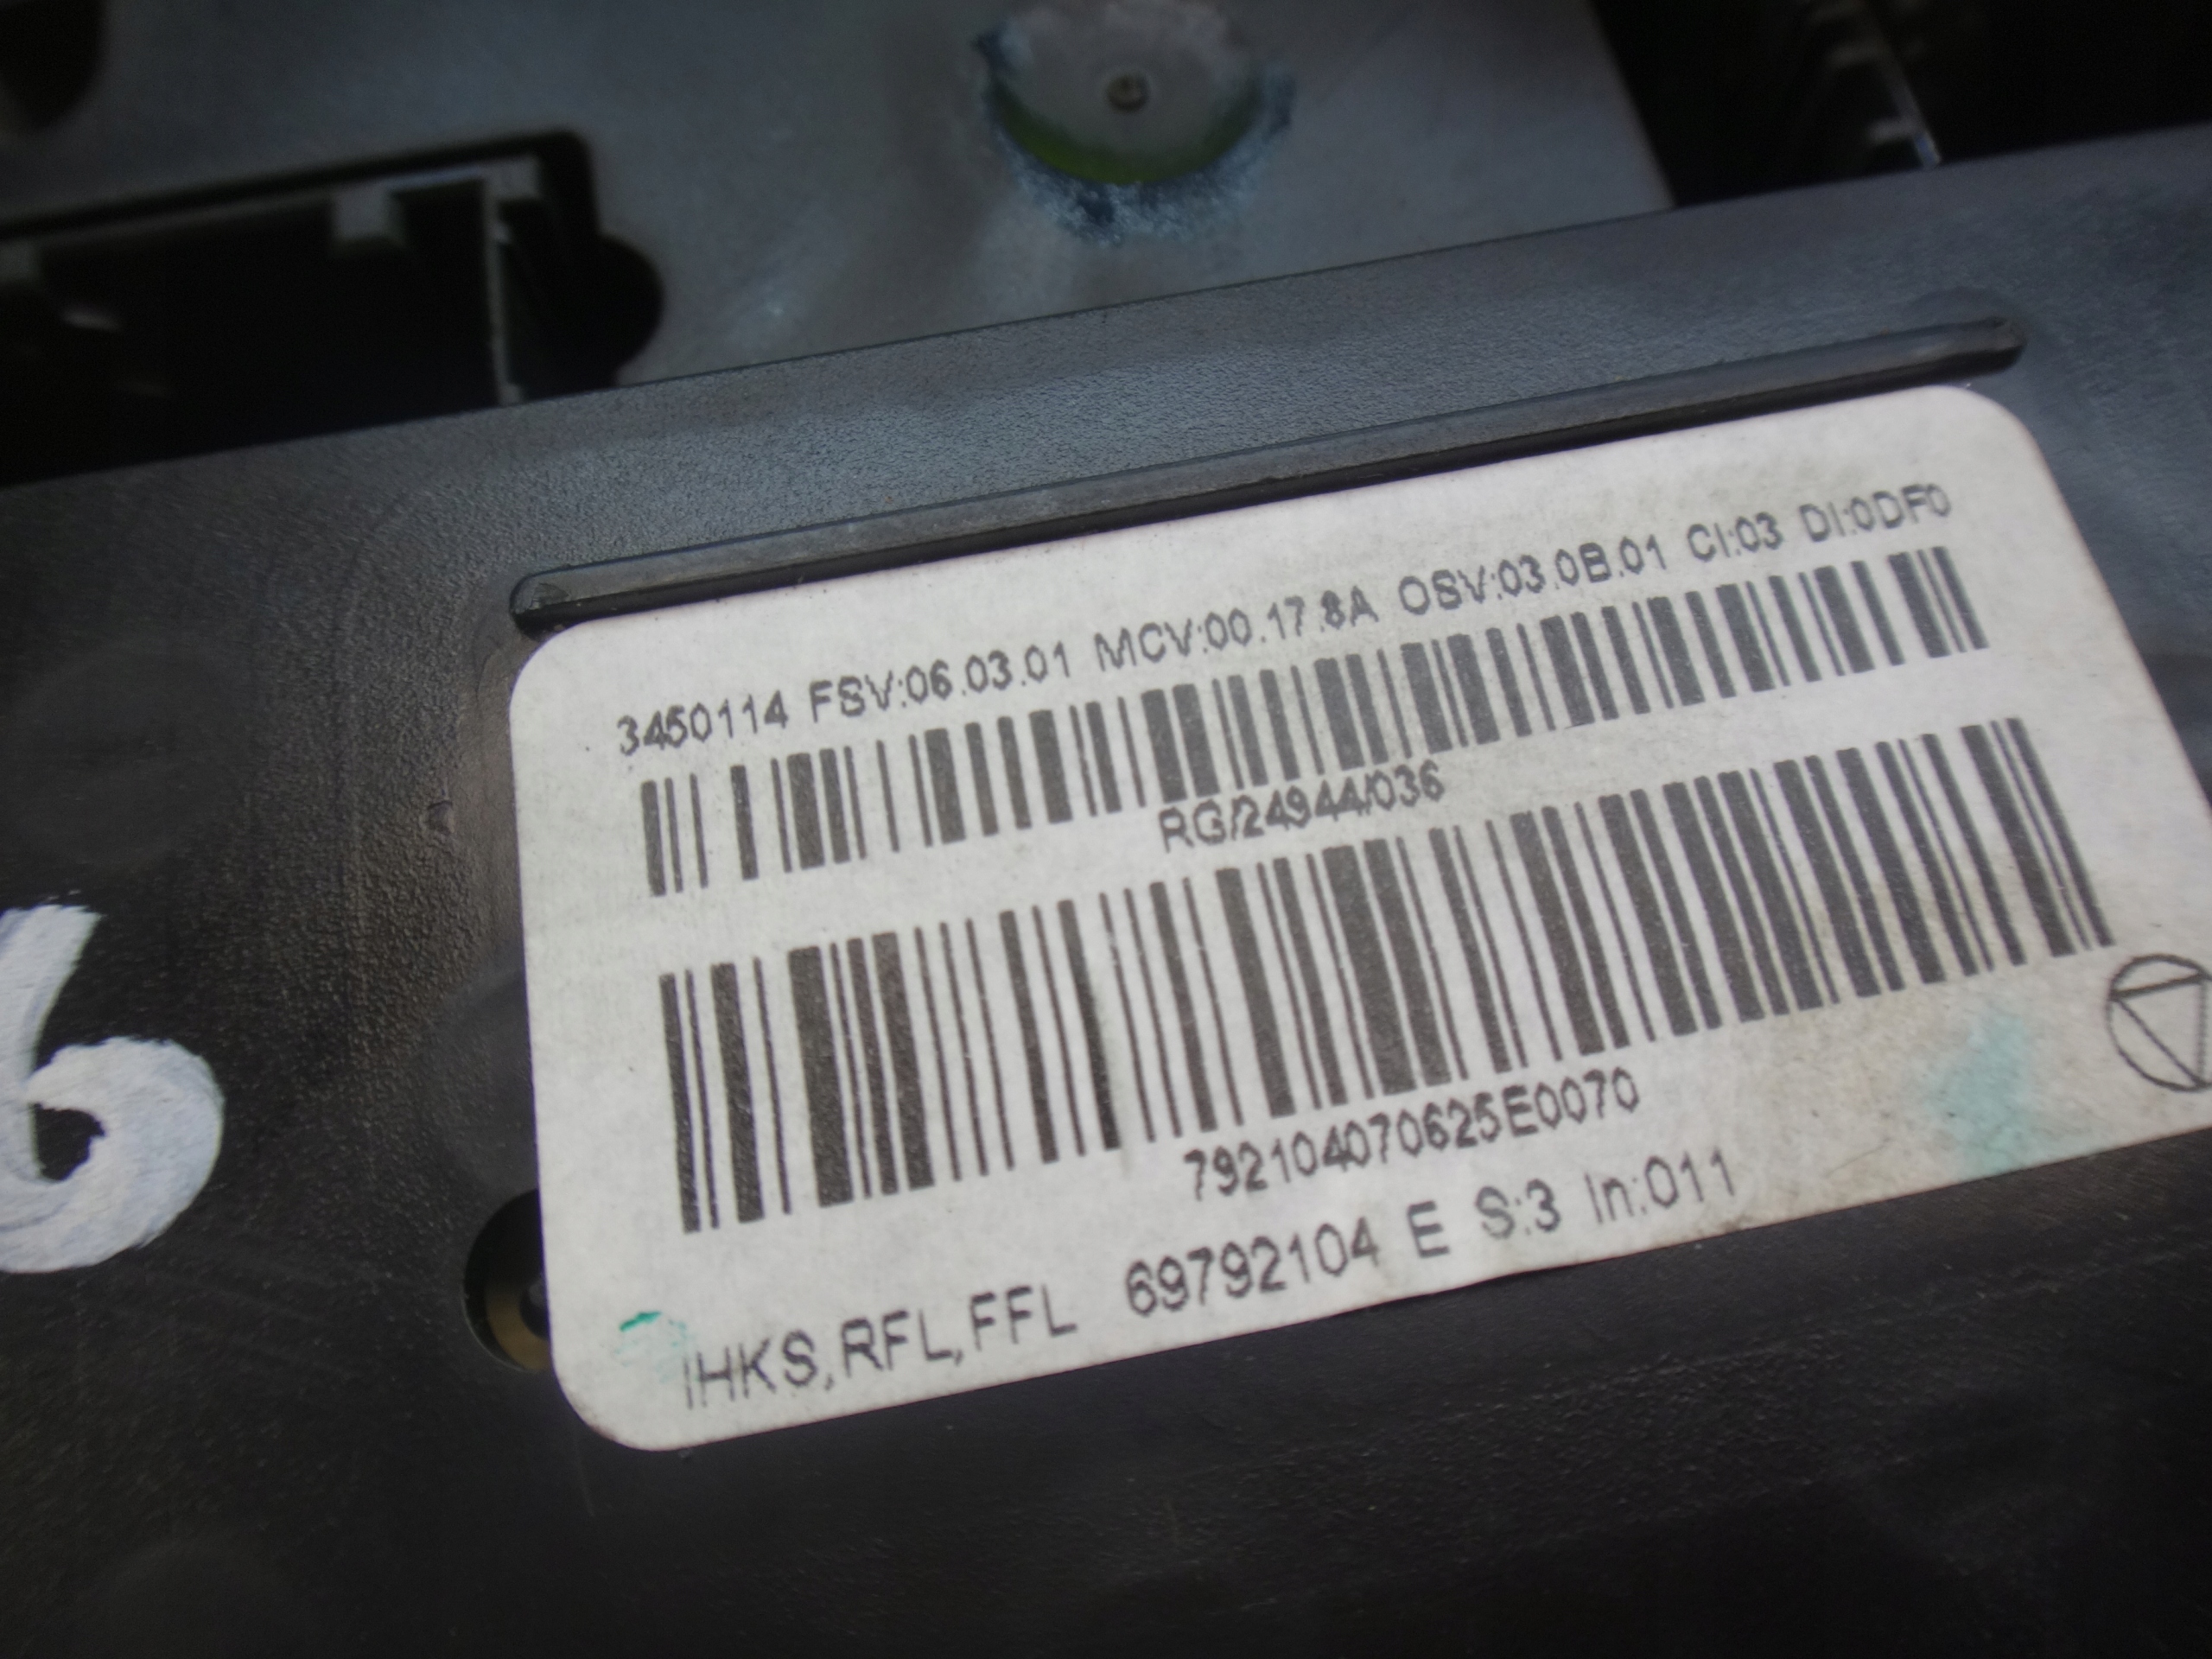 3450114 FSV:06.03.01 MCV:00.17.8A OSV:03.0B.01 CI:03 DI:0DF0
RG/24944/036
792104070625E0070
IHKS,RFL,FFL 69792104 E S:3 In:011
6